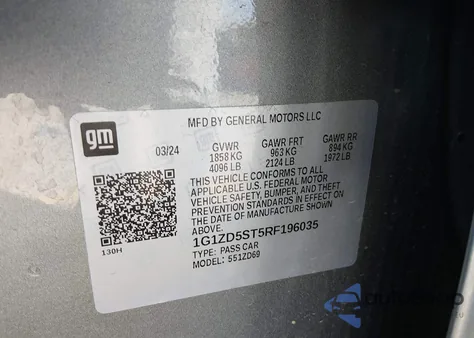 MFD BY GENERAL MOTORS LLC
gm
03/24
GVWR GAWR FRT GAWR RR
1858 KG 963 KG 894 KG
4096 LB 2124 LB 1972 LB
THIS VEHICLE CONFORMS TO ALL
APPLICABLE U.S. FEDERAL MOTOR
VEHICLE SAFETY, BUMPER, AND THEFT
PREVENTION STANDARDS IN EFFECT ON
THE DATE OF MANUFACTURE SHOWN
ABOVE.
1G1ZD5ST5RF196035
TYPE: PASS CAR
MODEL: 551ZD69
130H